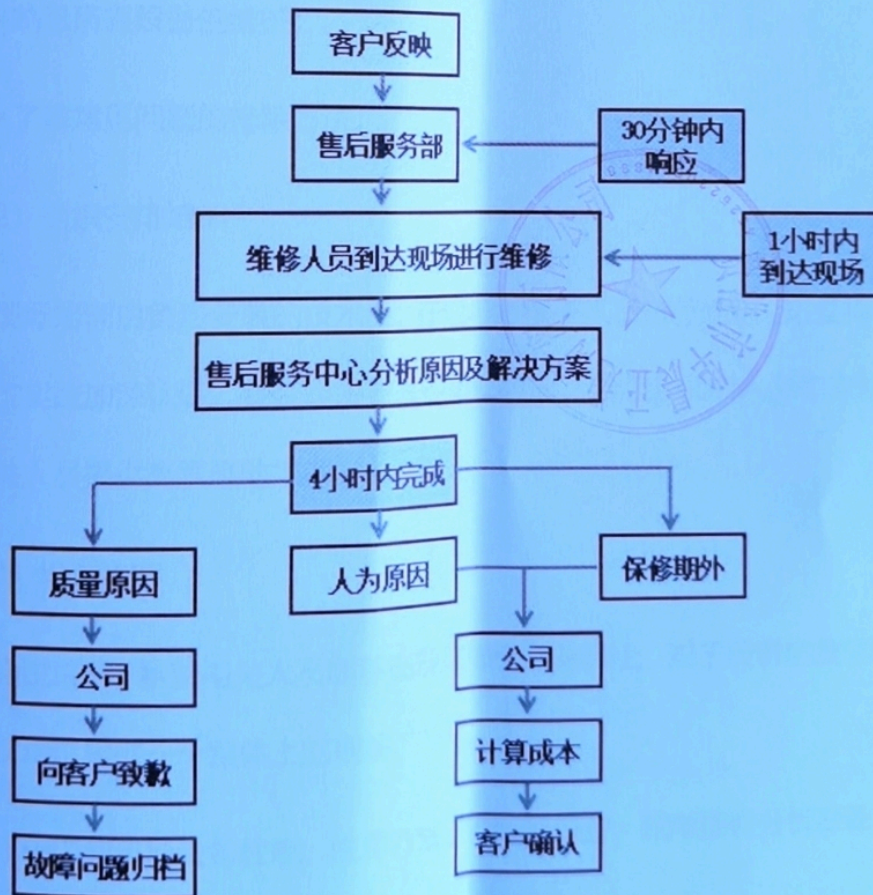 客户反映
售后服务部
30分钟内
响应
维修人员到达现场进行维修
1小时内
到达现场
售后服务中心分析原因及解决方案
4小时内完成
质量原因
人为原因
保修期外
公司
公司
向客户致歉
计算成本
故障问题归档
客户确认